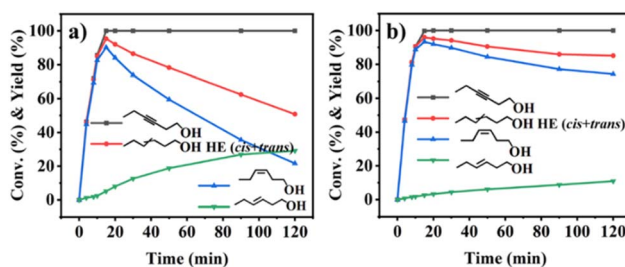 a)
Conv. (%) & Yield (%)
100
80
60
40
20
0
OH
OH HE (cis+trans)
OH
OH
0 20 40 60 80 100 120
Time (min)
b)
Conv. (%) & Yield (%)
100
80
60
40
20
0
OH
OH HE (cis+trans)
OH
OH
0 20 40 60 80 100 120
Time (min)